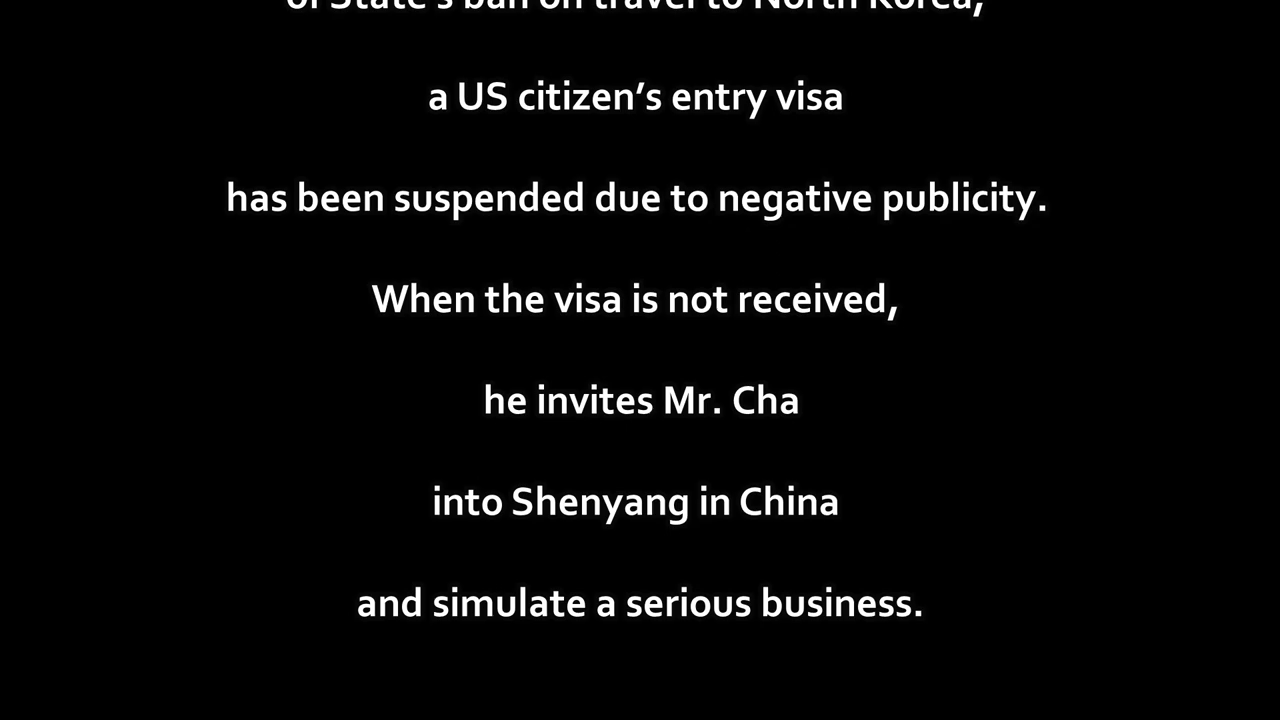 of State's ban on travel to North Korea,
a US citizen’s entry visa
has been suspended due to negative publicity.
When the visa is not received,
he invites Mr. Cha
into Shenyang in China
and simulate a serious business.